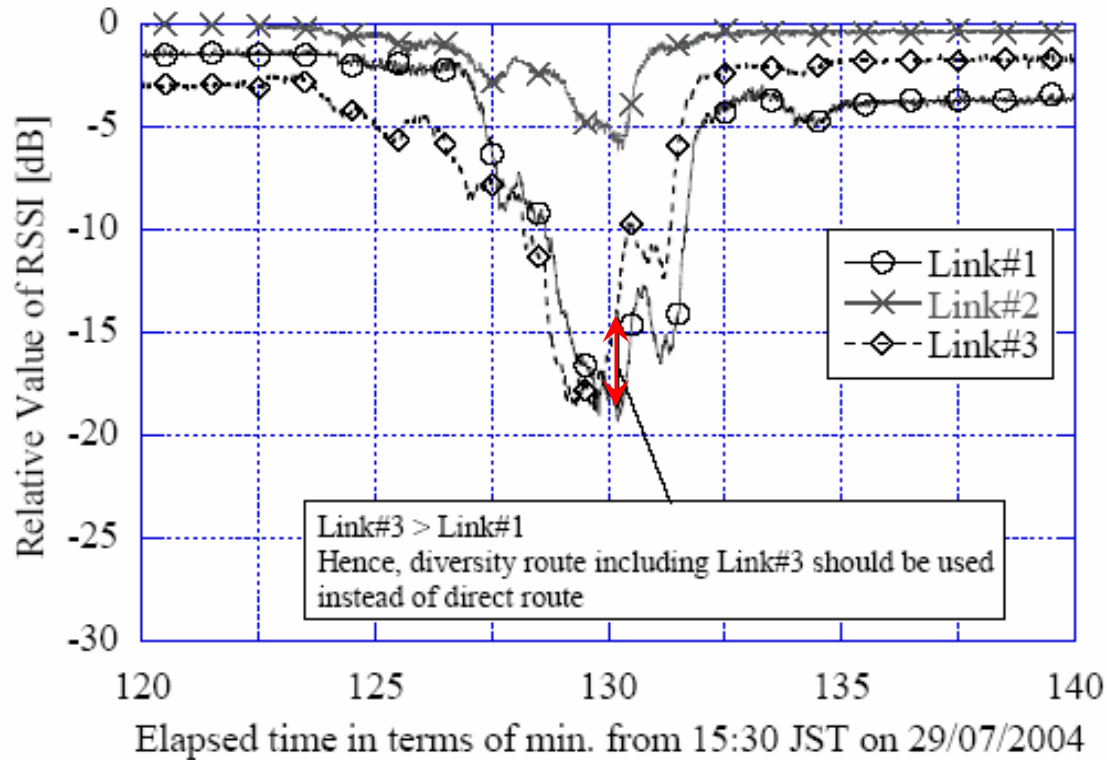 0
-5
-10
-15
-20
-25
-30
Relative Value of RSSI [dB]
Link#1
Link#2
Link#3
Link#3 > Link#1
Hence, diversity route including Link#3 should be used
instead of direct route
120 125 130 135 140
Elapsed time in terms of min. from 15:30 JST on 29/07/2004